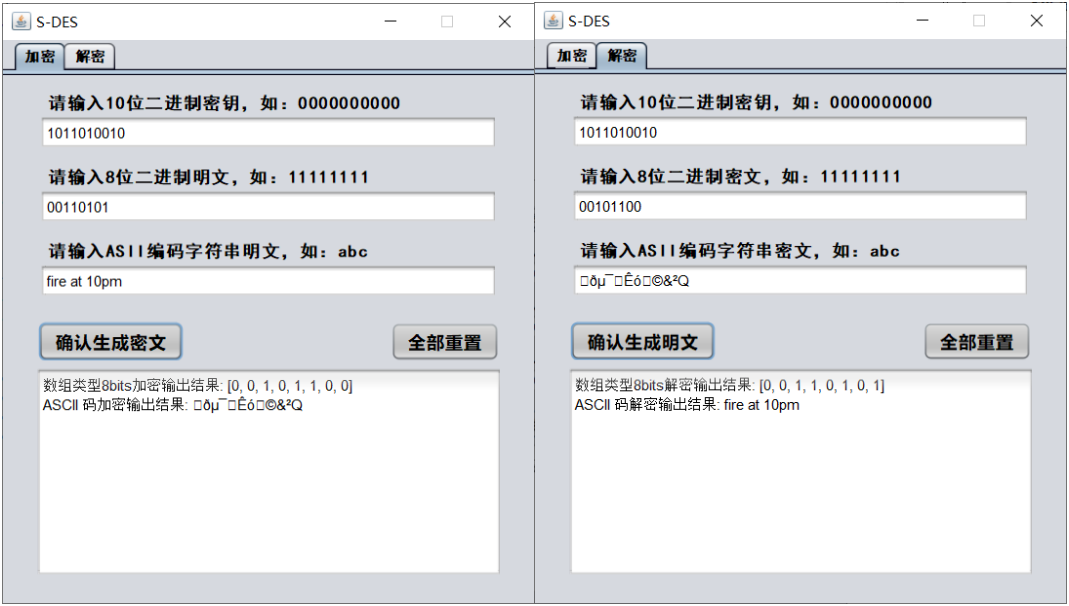 S-DES
加密 解密
请输入10位二进制密钥，如：0000000000
1011010010
请输入8位二进制明文，如：11111111
00110101
请输入ASII编码字符串明文，如：abc
fire at 10pm
确认生成密文 全部重置
数组类型8bits加密输出结果: [0, 0, 1, 0, 1, 1, 0, 0]
ASCII 码加密输出结果: □ðµ¯□Êó□©&²Q
S-DES
加密 解密
请输入10位二进制密钥，如：0000000000
1011010010
请输入8位二进制密文，如：11111111
00101100
请输入ASII编码字符串密文，如：abc
□ðµ¯□Êó□©&²Q
确认生成明文 全部重置
数组类型8bits解密输出结果: [0, 0, 1, 1, 0, 1, 0, 1]
ASCII 码解密输出结果: fire at 10pm